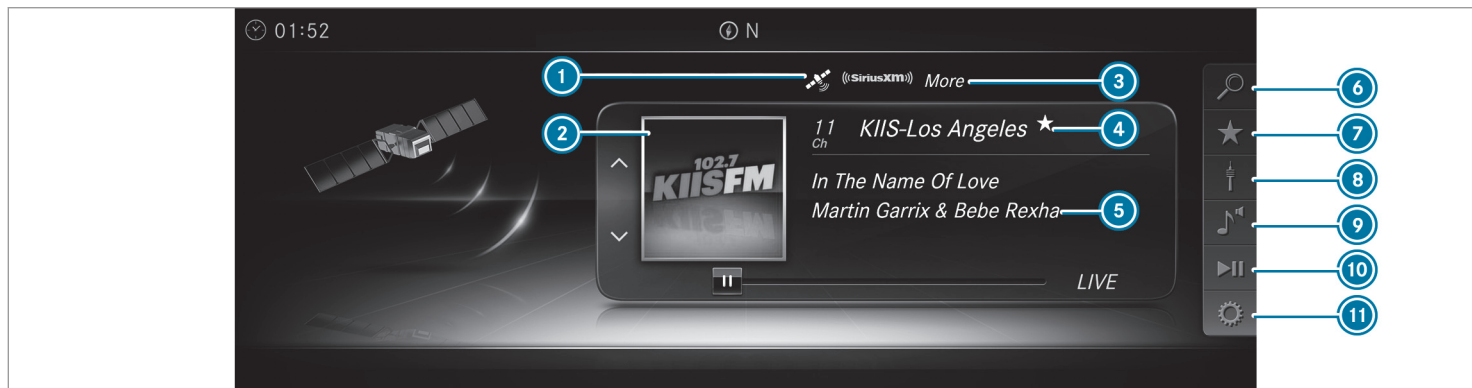 01:52
N
1
((SiriusXM))
More
3
6
2
11
Ch
KIIS-Los Angeles
4
7
102.7
KIISFM
In The Name Of Love
8
Martin Garrix & Bebe Rexha
5
9
10
LIVE
11